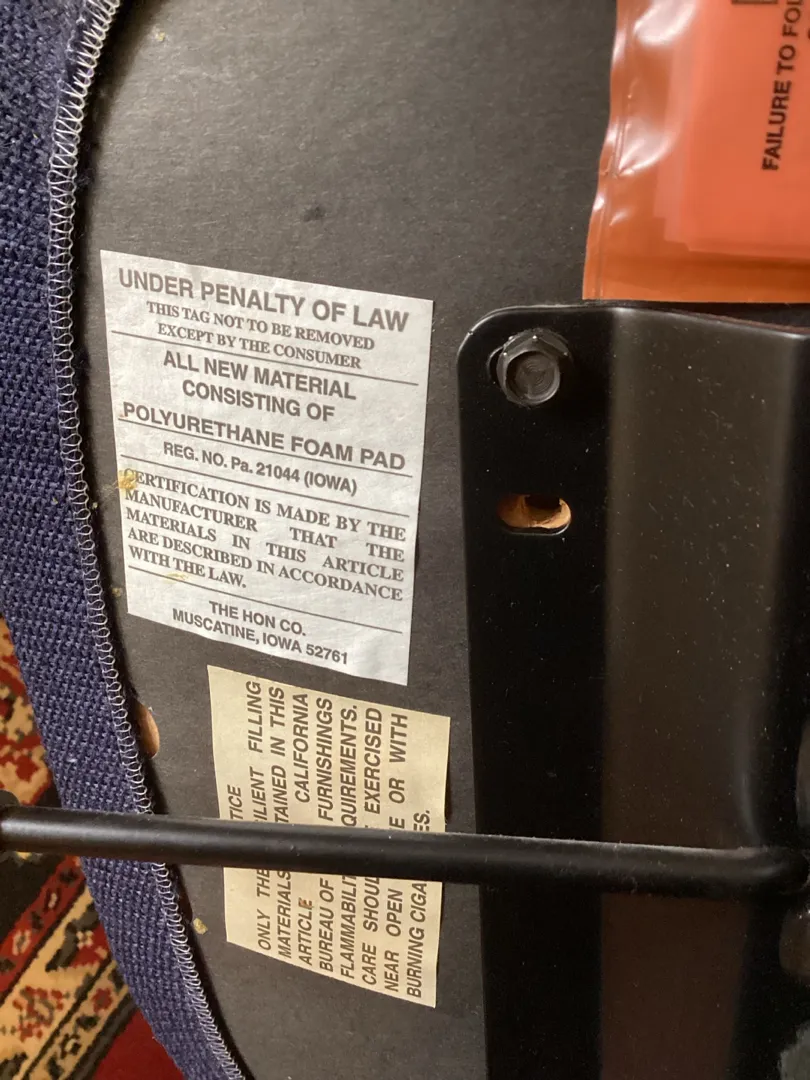 UNDER PENALTY OF LAW
THIS TAG NOT TO BE REMOVED
EXCEPT BY THE CONSUMER
ALL NEW MATERIAL
CONSISTING OF
POLYURETHANE FOAM PAD
REG. NO. Pa. 21044 (IOWA)
CERTIFICATION IS MADE BY THE
MANUFACTURER THAT THE
MATERIALS IN THIS ARTICLE
ARE DESCRIBED IN ACCORDANCE
WITH THE LAW.
THE HON CO.
MUSCATINE, IOWA 52761
TICE
ONLY THE ILIENT FILLING
MATERIALS TAINED IN THIS
ARTICLE CALIFORNIA
BUREAU OF FURNISHINGS
FLAMMABILIT QUIREMENTS.
CARE SHOUL EXERCISED
NEAR OPEN E OR WITH
BURNING CIGA ES.
FAILURE TO FOL